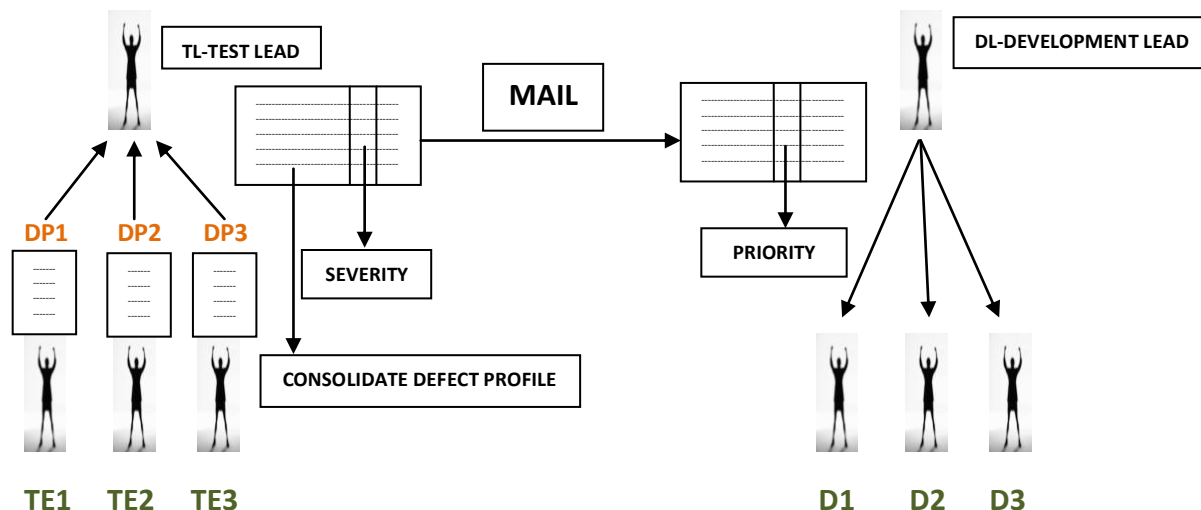 TL-TEST LEAD
DL-DEVELOPMENT LEAD
MAIL
DP1 DP2 DP3
SEVERITY
PRIORITY
CONSOLIDATE DEFECT PROFILE
TE1 TE2 TE3
D1 D2 D3